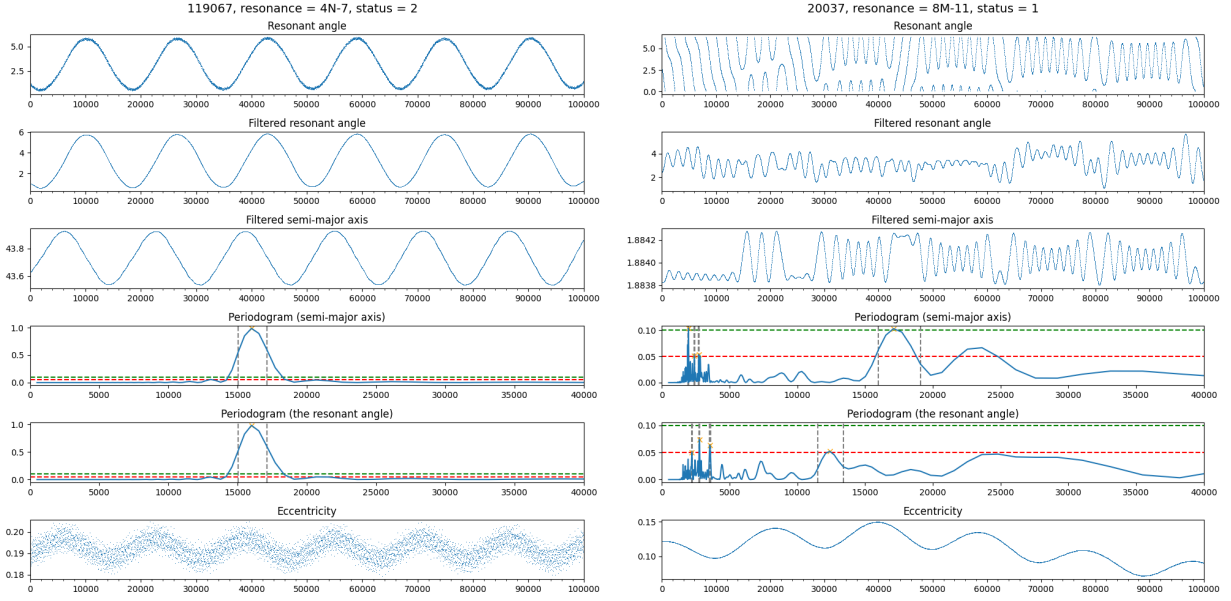 119067, resonance = 4N-7, status = 2
Resonant angle
5.0
2.5
0 10000 20000 30000 40000 50000 60000 70000 80000 90000 100000
Filtered resonant angle
6
4
2
0 10000 20000 30000 40000 50000 60000 70000 80000 90000 100000
Filtered semi-major axis
43.8
43.6
0 10000 20000 30000 40000 50000 60000 70000 80000 90000 100000
Periodogram (semi-major axis)
1.0
0.5
0.0
0 5000 10000 15000 20000 25000 30000 35000 40000
Periodogram (the resonant angle)
1.0
0.5
0.0
0 5000 10000 15000 20000 25000 30000 35000 40000
Eccentricity
0.20
0.18
0 10000 20000 30000 40000 50000 60000 70000 80000 90000 100000
20037, resonance = 8M-11, status = 1
Resonant angle
5.0
2.5
0.0
0 10000 20000 30000 40000 50000 60000 70000 80000 90000 100000
Filtered resonant angle
4
2
0 10000 20000 30000 40000 50000 60000 70000 80000 90000 100000
Filtered semi-major axis
1.8842
1.8840
1.8838
0 10000 20000 30000 40000 50000 60000 70000 80000 90000 100000
Periodogram (semi-major axis)
0.10
0.05
0.00
0 5000 10000 15000 20000 25000 30000 35000 40000
Periodogram (the resonant angle)
0.10
0.05
0.00
0 5000 10000 15000 20000 25000 30000 35000 40000
Eccentricity
0.15
0.10
0 10000 20000 30000 40000 50000 60000 70000 80000 90000 100000